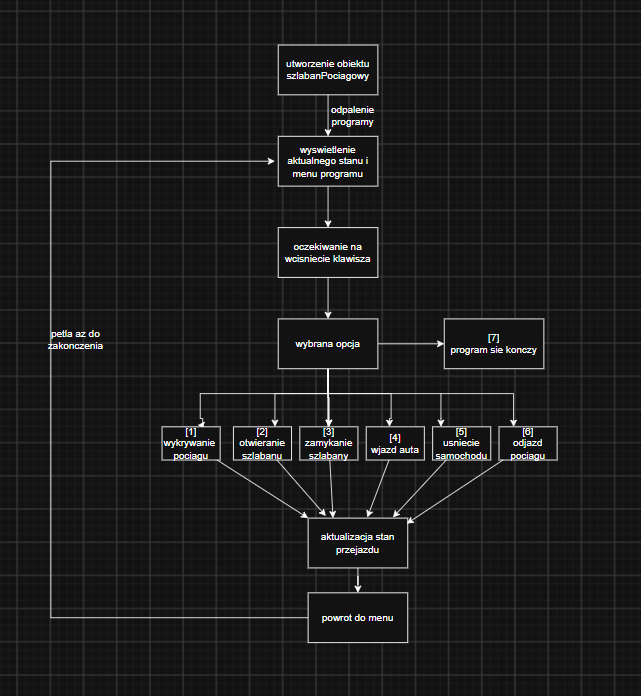 utworzenie obiektu
szlabanPociagowy
odpalenie
programy
wyswietlenie
aktualnego stanu i
menu programu
oczekiwanie na
wcisniecie klawisza
petla az do
zakonczenia
wybrana opcja
[7]
program sie konczy
[1]
wykrywanie
pociagu
[2]
otwieranie
szlabanu
[3]
zamykanie
szlabany
[4]
wjazd auta
[5]
usniecie
samochodu
[6]
odjazd
pociagu
aktualizacja stan
przejazdu
powrot do menu